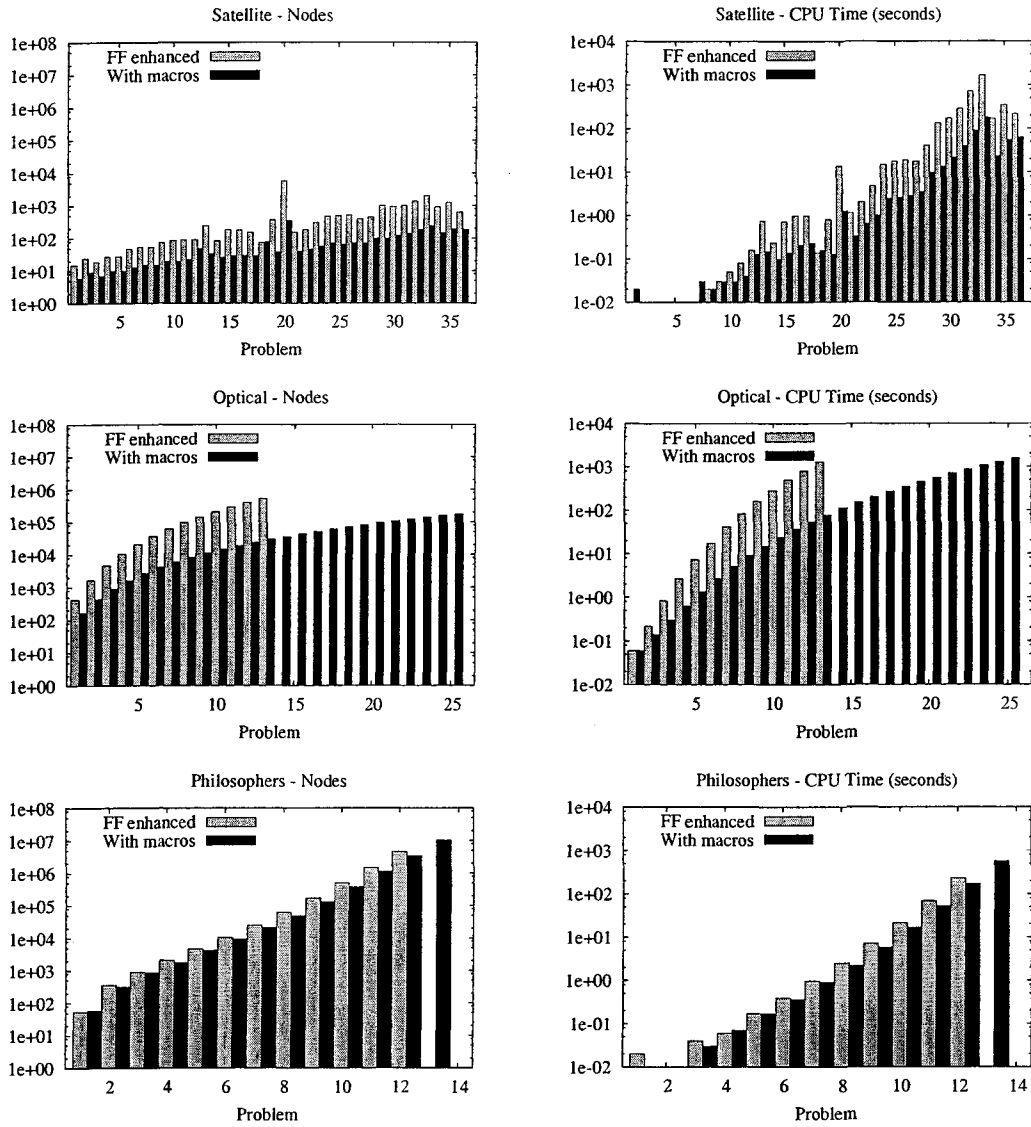 Satellite - Nodes
1e+08
1e+07
1e+06
1e+05
1e+04
1e+03
1e+02
1e+01
1e+00
FF enhanced
With macros
5 10 15 20 25 30 35
Problem
Satellite - CPU Time (seconds)
1e+04
1e+03
1e+02
1e+01
1e+00
1e-01
1e-02
FF enhanced
With macros
5 10 15 20 25 30 35
Problem
Optical - Nodes
1e+08
1e+07
1e+06
1e+05
1e+04
1e+03
1e+02
1e+01
1e+00
FF enhanced
With macros
5 10 15 20 25
Problem
Optical - CPU Time (seconds)
1e+04
1e+03
1e+02
1e+01
1e+00
1e-01
1e-02
FF enhanced
With macros
5 10 15 20 25
Problem
Philosophers - Nodes
1e+08
1e+07
1e+06
1e+05
1e+04
1e+03
1e+02
1e+01
1e+00
FF enhanced
With macros
2 4 6 8 10 12 14
Problem
Philosophers - CPU Time (seconds)
1e+04
1e+03
1e+02
1e+01
1e+00
1e-01
1e-02
FF enhanced
With macros
2 4 6 8 10 12 14
Problem